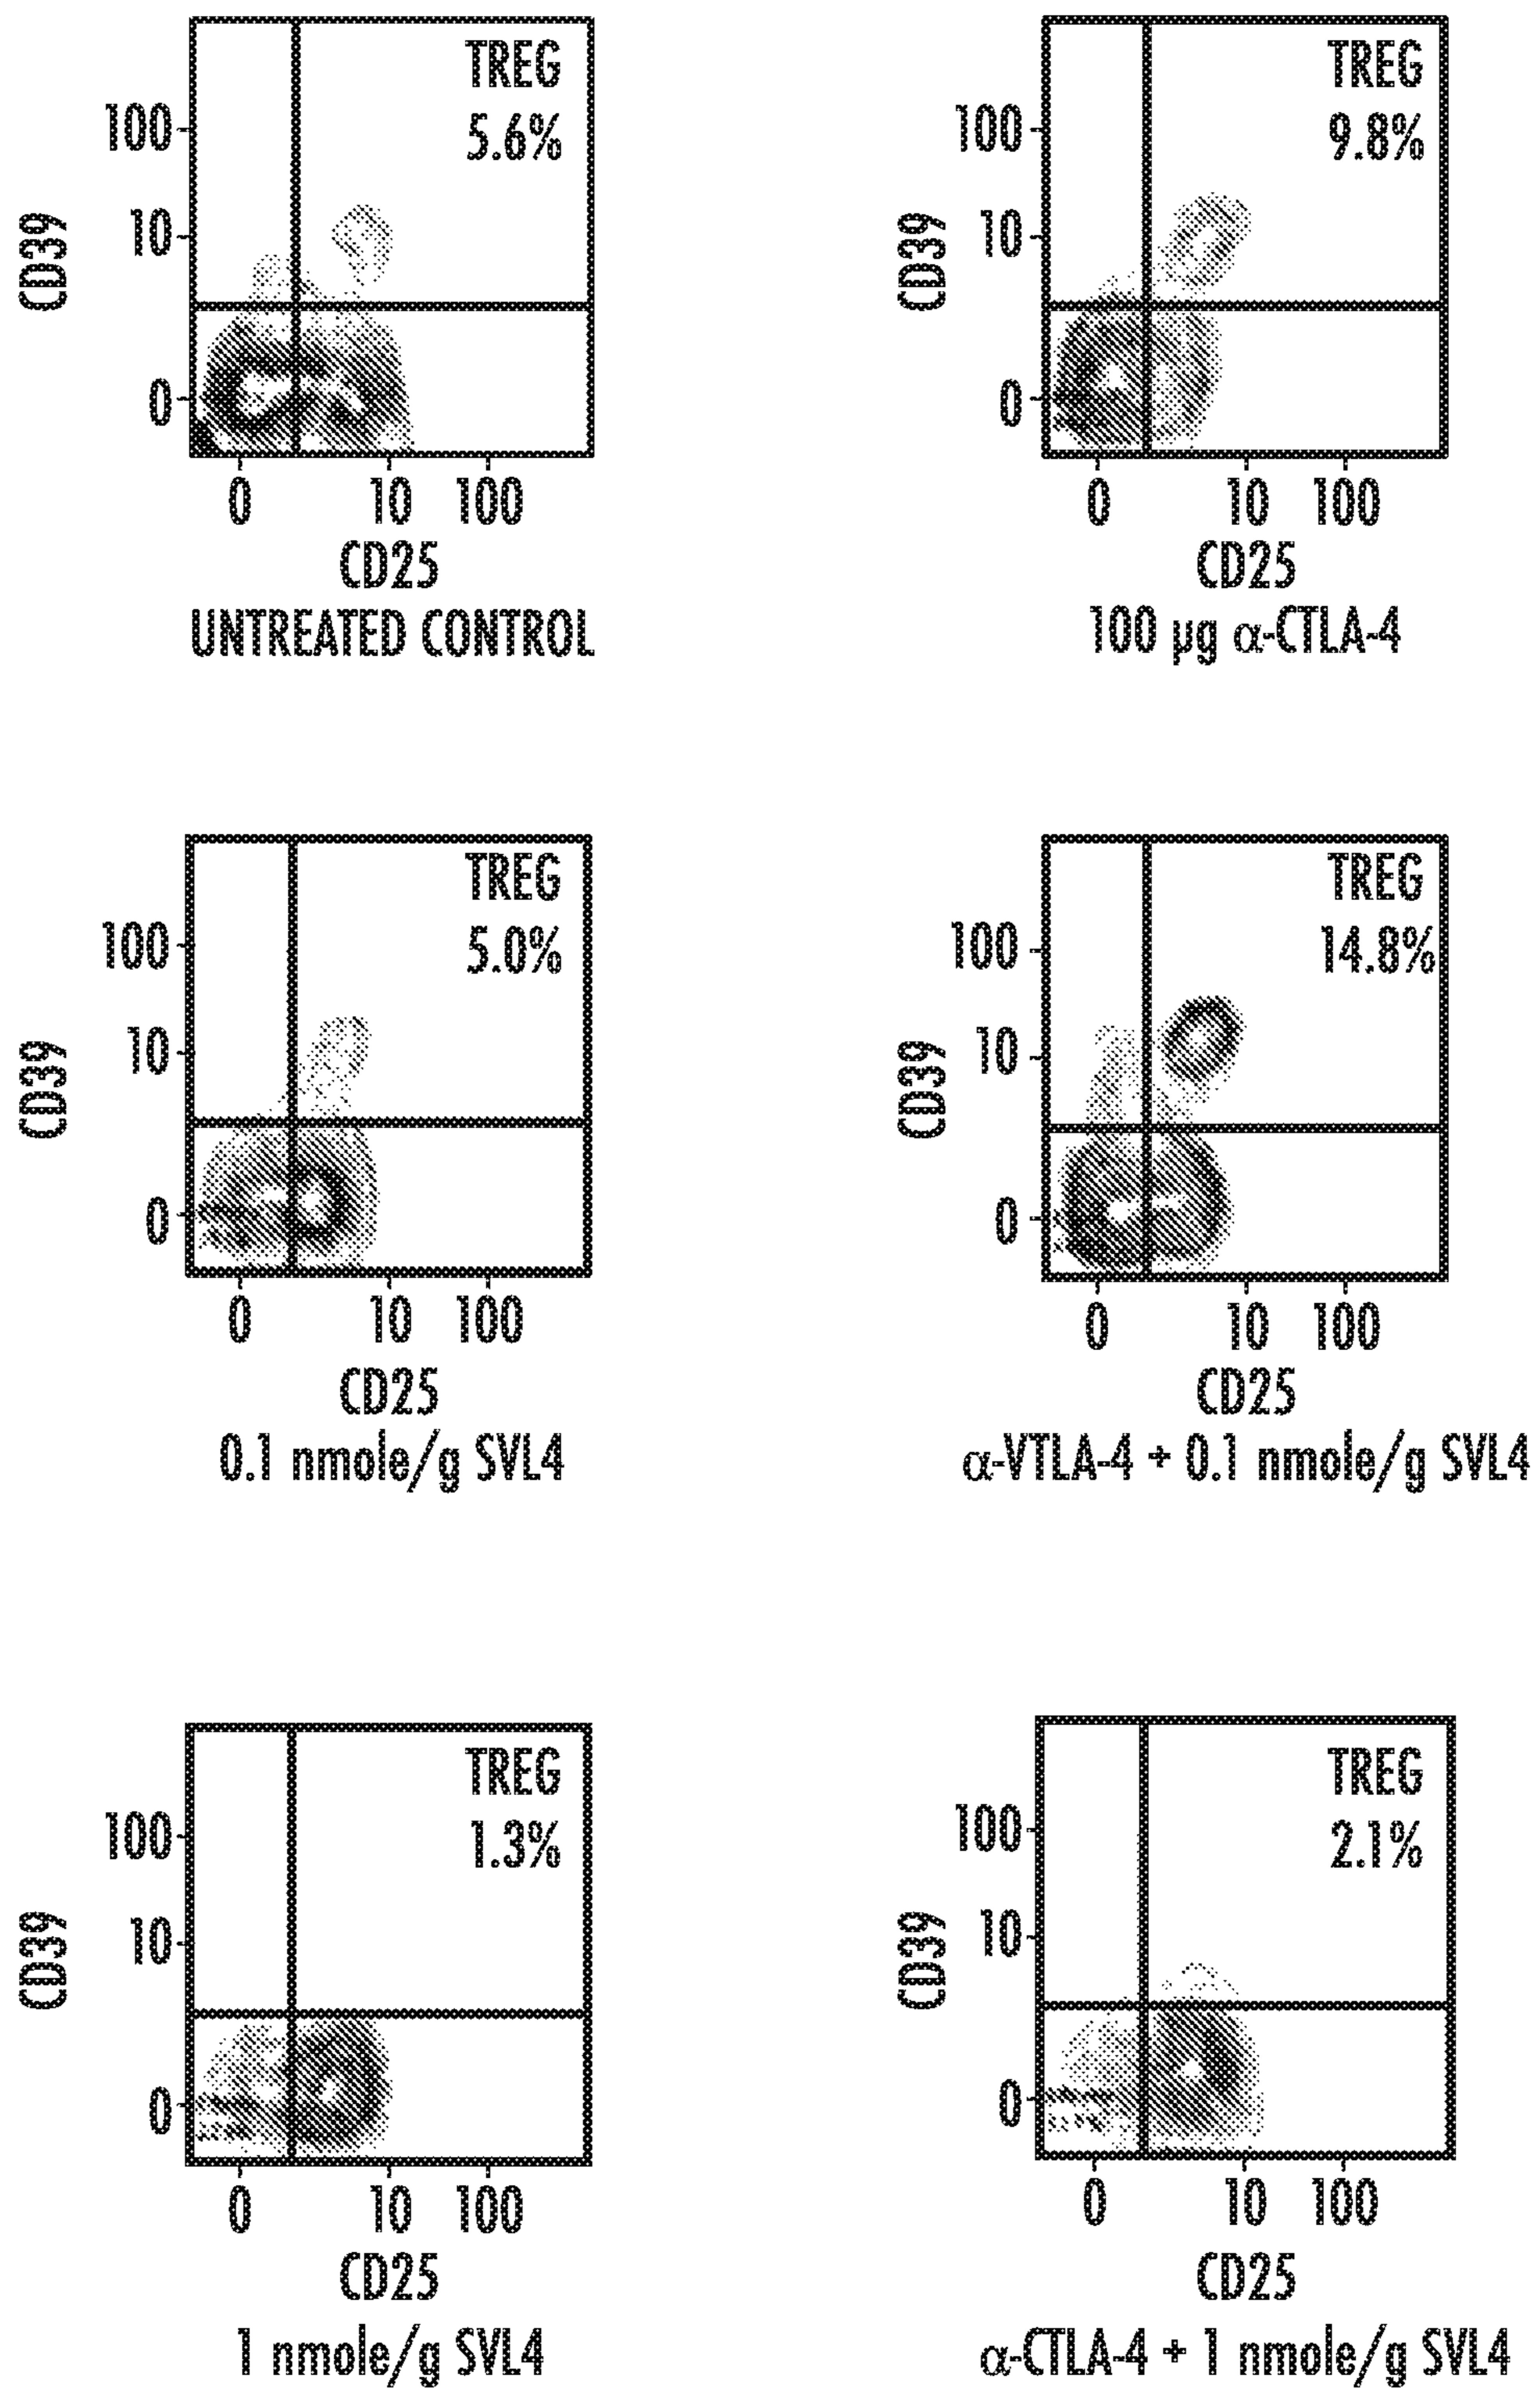 TREG
5.6%
100
10
0
CD39
0 10 100
CD25
UNTREATED CONTROL
TREG
9.8%
100
10
0
CD39
0 10 100
CD25
100 µg α-CTLA-4
TREG
5.0%
100
10
0
CD39
0 10 100
CD25
0.1 nmole/g SVL4
TREG
14.8%
100
10
0
CD39
0 10 100
CD25
α-VTLA-4 + 0.1 nmole/g SVL4
TREG
1.3%
100
10
0
CD39
0 10 100
CD25
1 nmole/g SVL4
TREG
2.1%
100
10
0
CD39
0 10 100
CD25
α-CTLA-4 + 1 nmole/g SVL4